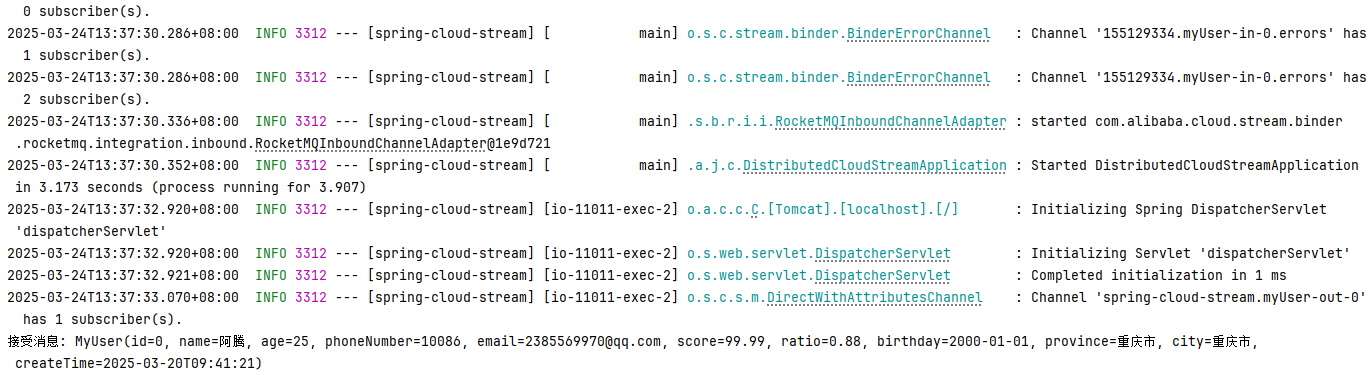 0 subscriber(s).
2025-03-24T13:37:30.286+08:00  INFO 3312 --- [spring-cloud-stream] [           main] o.s.c.stream.binder.BinderErrorChannel   : Channel '155129334.myUser-in-0.errors' has
1 subscriber(s).
2025-03-24T13:37:30.286+08:00  INFO 3312 --- [spring-cloud-stream] [           main] o.s.c.stream.binder.BinderErrorChannel   : Channel '155129334.myUser-in-0.errors' has
2 subscriber(s).
2025-03-24T13:37:30.336+08:00  INFO 3312 --- [spring-cloud-stream] [           main] .s.b.r.i.i.RocketMQInboundChannelAdapter : started com.alibaba.cloud.stream.binder
.rocketmq.integration.inbound.RocketMQInboundChannelAdapter@1e9d721
2025-03-24T13:37:30.352+08:00  INFO 3312 --- [spring-cloud-stream] [           main] .a.j.c.DistributedCloudStreamApplication : Started DistributedCloudStreamApplication
in 3.173 seconds (process running for 3.907)
2025-03-24T13:37:32.920+08:00  INFO 3312 --- [spring-cloud-stream] [io-11011-exec-2] o.a.c.c.C.[Tomcat].[localhost].[/]       : Initializing Spring DispatcherServlet
'dispatcherServlet'
2025-03-24T13:37:32.920+08:00  INFO 3312 --- [spring-cloud-stream] [io-11011-exec-2] o.s.web.servlet.DispatcherServlet        : Initializing Servlet 'dispatcherServlet'
2025-03-24T13:37:32.921+08:00  INFO 3312 --- [spring-cloud-stream] [io-11011-exec-2] o.s.web.servlet.DispatcherServlet        : Completed initialization in 1 ms
2025-03-24T13:37:33.070+08:00  INFO 3312 --- [spring-cloud-stream] [io-11011-exec-2] o.s.c.s.m.DirectWithAttributesChannel    : Channel 'spring-cloud-stream.myUser-out-0'
has 1 subscriber(s).
接受消息: MyUser(id=0, name=阿腾, age=25, phoneNumber=10086, email=2385569970@qq.com, score=99.99, ratio=0.88, birthday=2000-01-01, province=重庆市, city=重庆市,
createTime=2025-03-20T09:41:21)